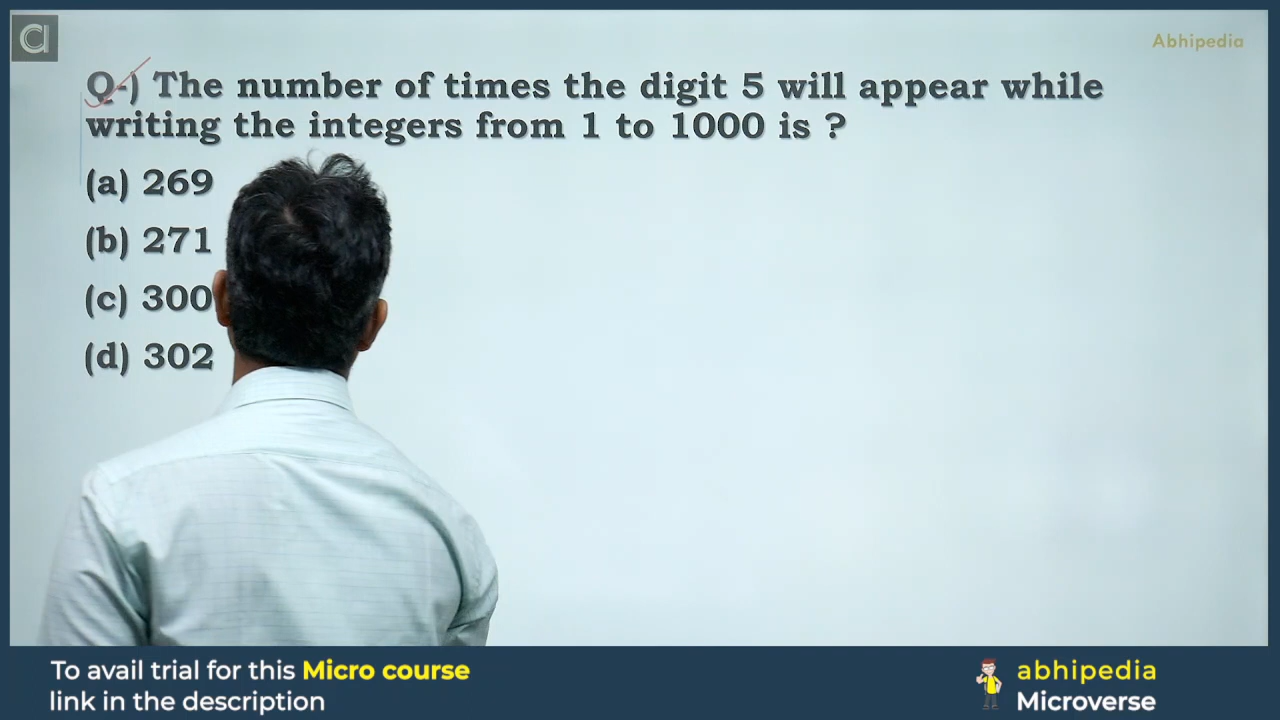 a
Abhipedia
Q-) The number of times the digit 5 will appear while
writing the integers from 1 to 1000 is ?
(a) 269
(b) 271
(c) 300
(d) 302
To avail trial for this Micro course
link in the description
abhipedia
Microverse